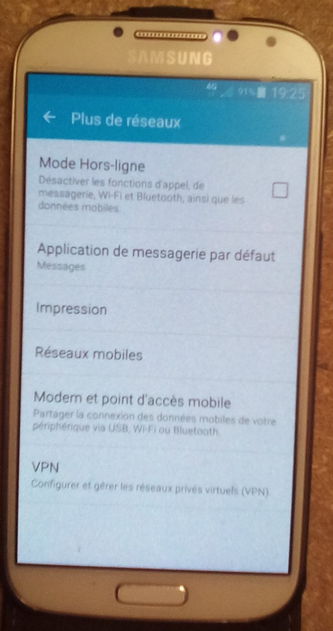 SAMSUNG
4G 91% 19:25
← Plus de réseaux
Mode Hors-ligne
Désactiver les fonctions d'appel, de
messagerie, Wi-Fi et Bluetooth, ainsi que les
données mobiles.
Application de messagerie par défaut
Messages
Impression
Réseaux mobiles
Modem et point d'accès mobile
Partager la connexion des données mobiles de votre
périphérique via USB, Wi-Fi ou Bluetooth.
VPN
Configurer et gérer les réseaux privés virtuels (VPN).